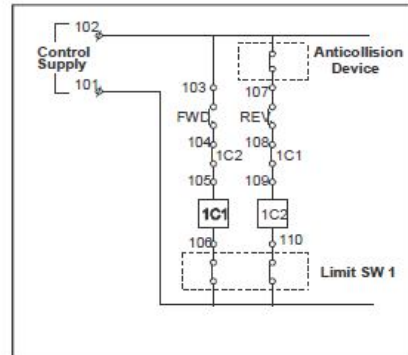 102
Control
Supply
101
Anticollision
Device
103
107
FWD
REV
104
108
1C2
1C1
105
109
1C1
1C2
106
110
Limit SW 1